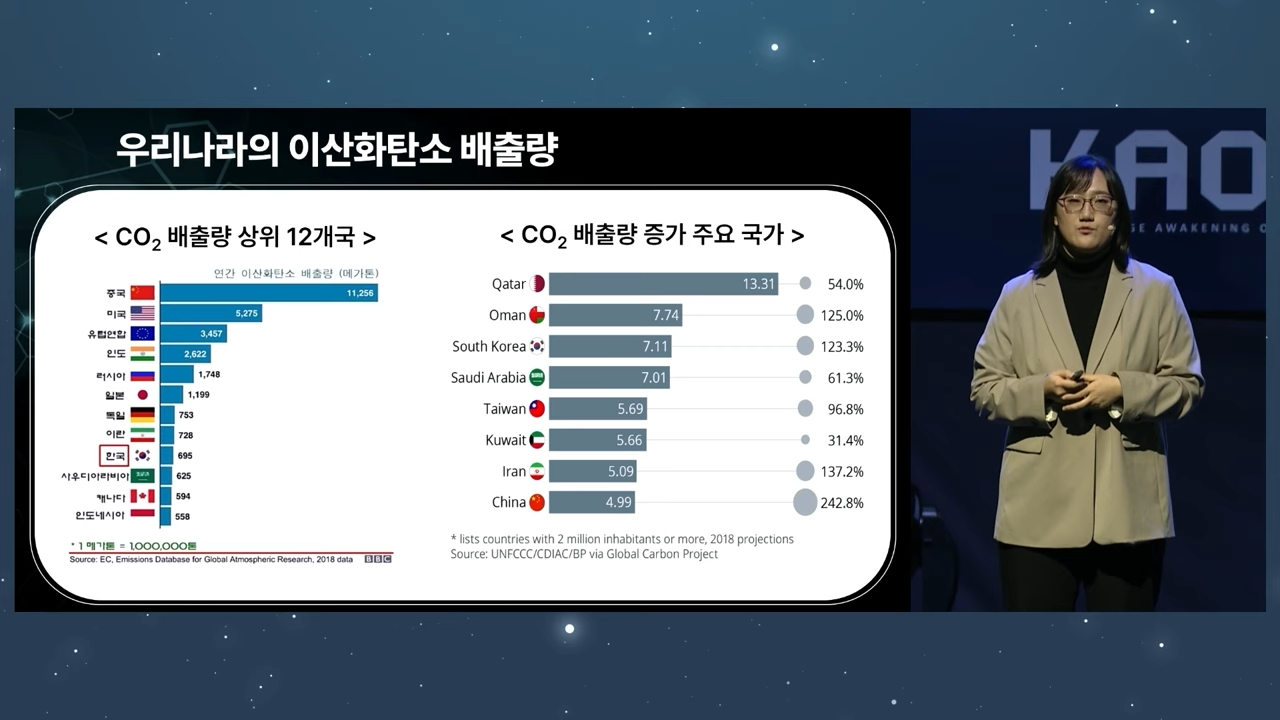 우리나라의 이산화탄소 배출량
< CO₂ 배출량 상위 12개국 >
인간 이산화탄소 배출량 (메가톤)
중국 11,256
미국 5,275
유럽연합 3,457
인도 2,622
러시아 1,748
일본 1,199
독일 753
이란 728
한국 695
사우디아라비아 625
캐나다 594
인도네시아 558
* 1 메가톤 = 1,000,000톤
Source: EC, Emissions Database for Global Atmospheric Research, 2018 data BBC
< CO₂ 배출량 증가 주요 국가 >
Qatar 13.31 54.0%
Oman 7.74 125.0%
South Korea 7.11 123.3%
Saudi Arabia 7.01 61.3%
Taiwan 5.69 96.8%
Kuwait 5.66 31.4%
Iran 5.09 137.2%
China 4.99 242.8%
* lists countries with 2 million inhabitants or more, 2018 projections
Source: UNFCCC/CDIAC/BP via Global Carbon Project
KAO
GE AWAKENING O